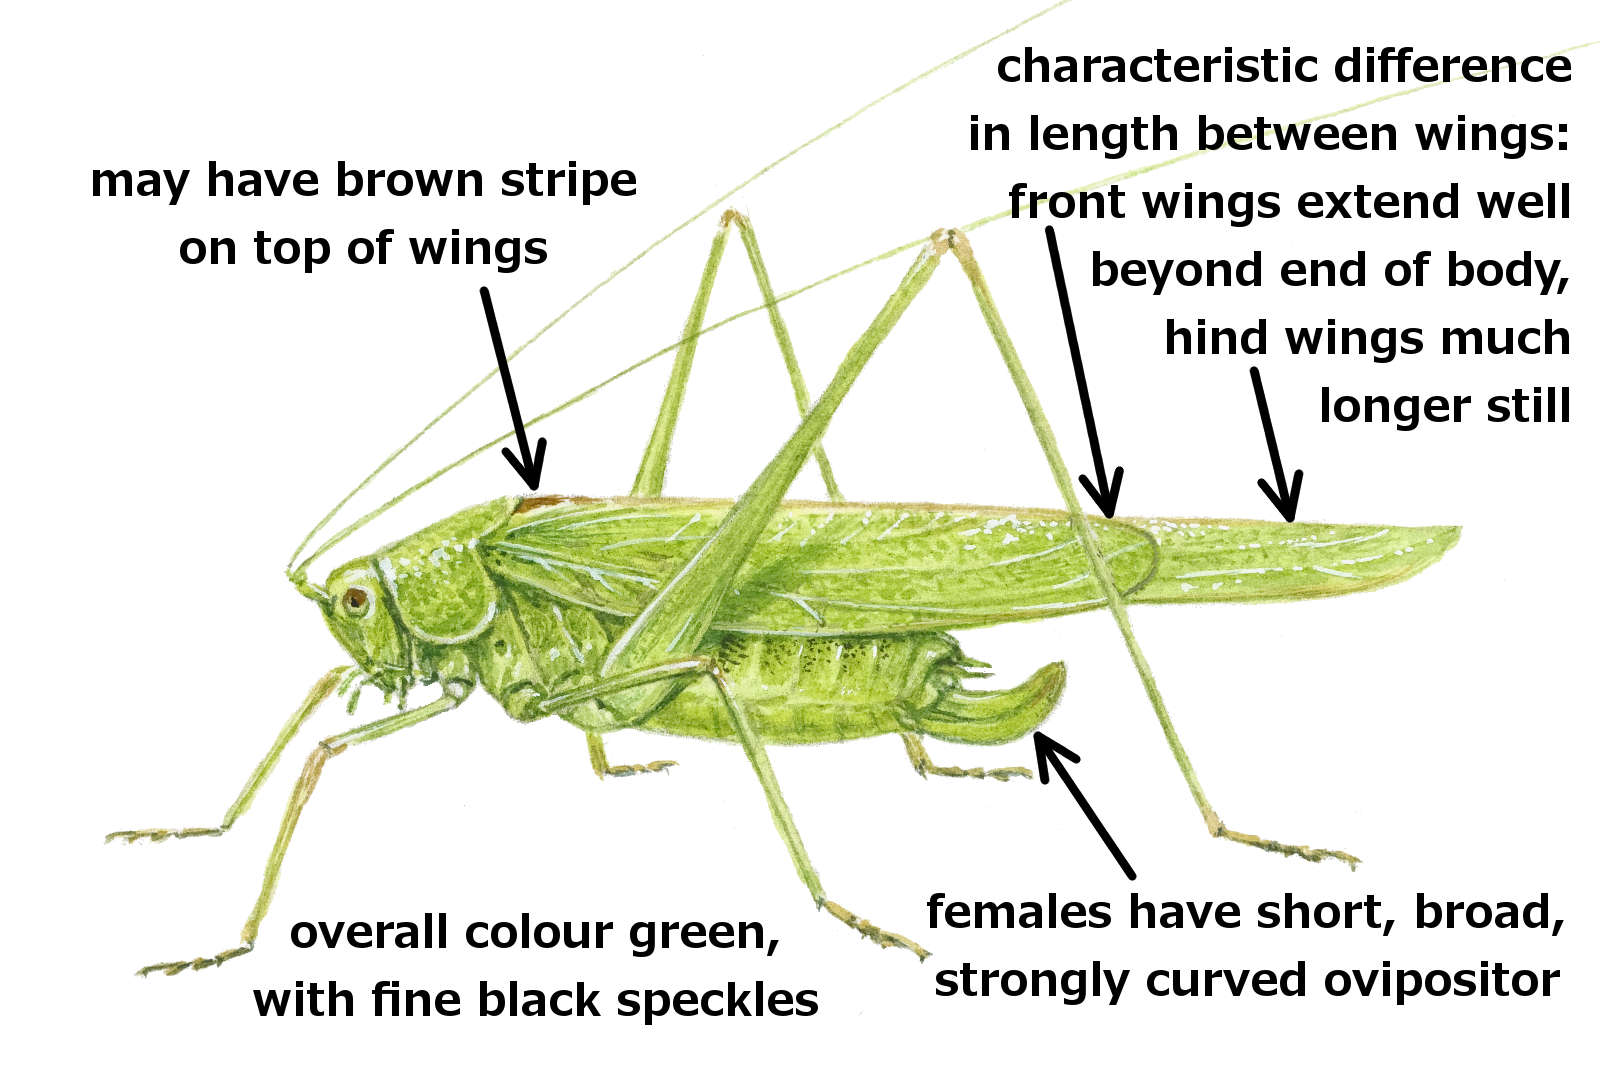 may have brown stripe
on top of wings
characteristic difference
in length between wings:
front wings extend well
beyond end of body,
hind wings much
longer still
overall colour green,
with fine black speckles
females have short, broad,
strongly curved ovipositor